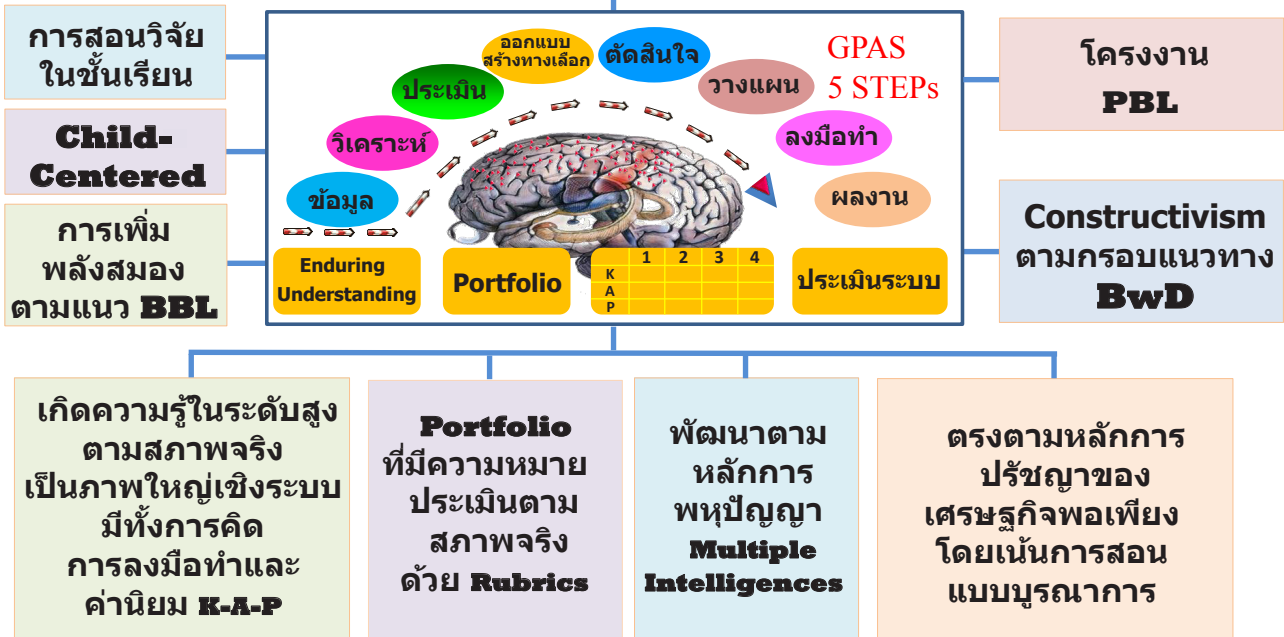 การสอนวิจัย
ในชั้นเรียน
Child-
Centered
การเพิ่ม
พลังสมอง
ตามแนว BBL
ข้อมูล
วิเคราะห์
ประเมิน
ออกแบบ
สร้างทางเลือก
ตัดสินใจ
วางแผน
ลงมือทำ
ผลงาน
GPAS
5 STEPs
Enduring
Understanding
Portfolio
1 2 3 4
K
A
P
ประเมินระบบ
โครงงาน
PBL
Constructivism
ตามกรอบแนวทาง
BwD
เกิดความรู้ในระดับสูง
ตามสภาพจริง
เป็นภาพใหญ่เชิงระบบ
มีทั้งการคิด
การลงมือทำและ
ค่านิยม K-A-P
Portfolio
ที่มีความหมาย
ประเมินตาม
สภาพจริง
ด้วย Rubrics
พัฒนาตาม
หลักการ
พหุปัญญา
Multiple
Intelligences
ตรงตามหลักการ
ปรัชญาของ
เศรษฐกิจพอเพียง
โดยเน้นการสอน
แบบบูรณาการ